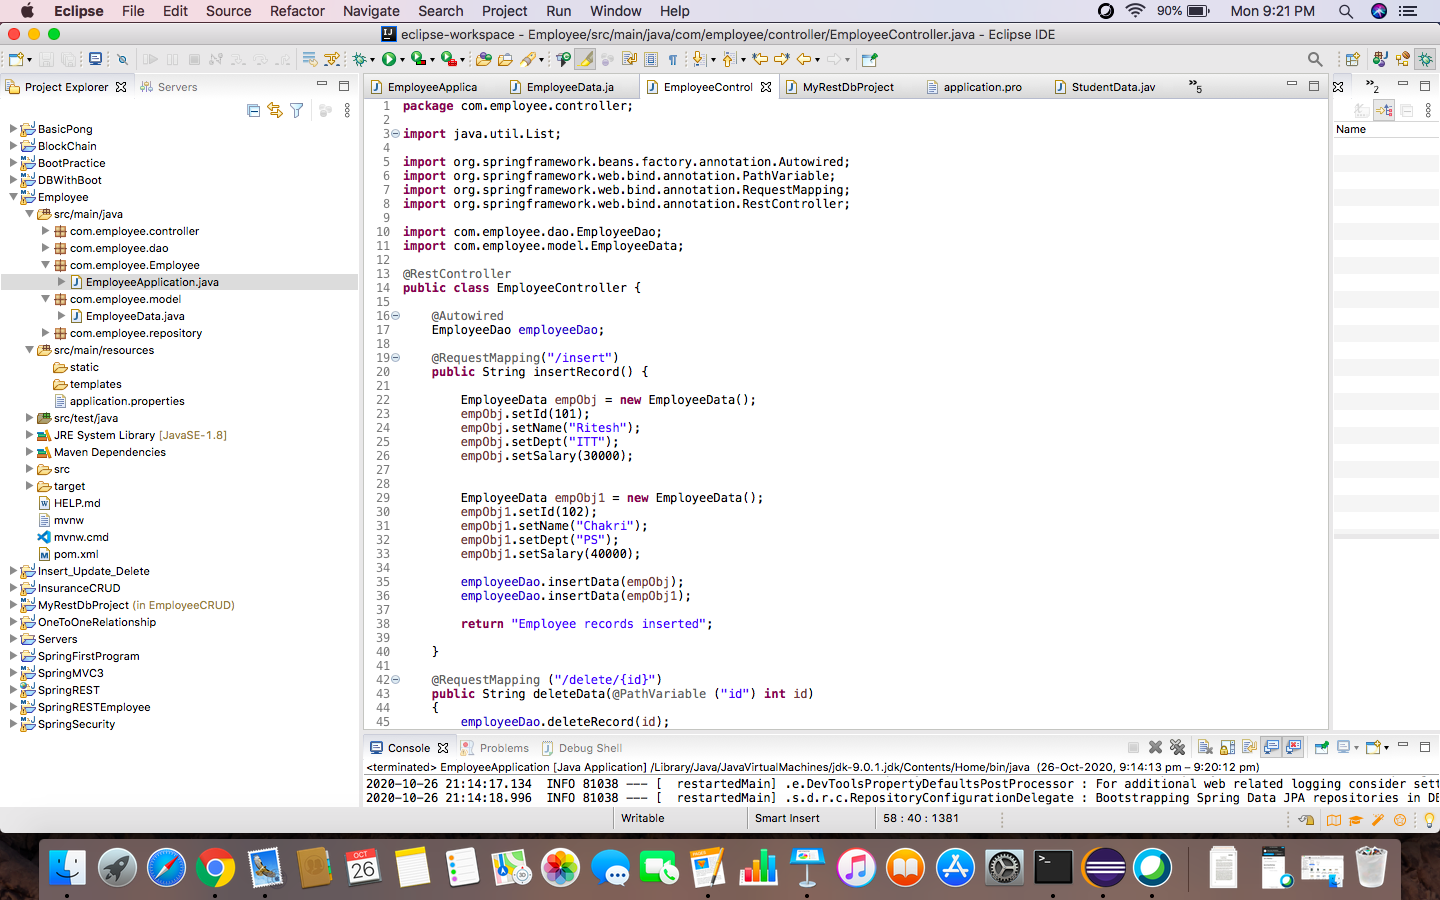 Eclipse File Edit Source Refactor Navigate Search Project Run Window Help 90% Mon 9:21 PM
eclipse-workspace - Employee/src/main/java/com/employee/controller/EmployeeController.java - Eclipse IDE
Project Explorer Servers
EmployeeApplica EmployeeData.ja EmployeeControl MyRestDbProject application.pro StudentData.jav »5 »2
Name
BasicPong
BlockChain
BootPractice
DBWithBoot
Employee
src/main/java
com.employee.controller
com.employee.dao
com.employee.Employee
EmployeeApplication.java
com.employee.model
EmployeeData.java
com.employee.repository
src/main/resources
static
templates
application.properties
src/test/java
JRE System Library [JavaSE-1.8]
Maven Dependencies
src
target
HELP.md
mvnw
mvnw.cmd
pom.xml
Insert_Update_Delete
InsuranceCRUD
MyRestDbProject (in EmployeeCRUD)
OneToOneRelationship
Servers
SpringFirstProgram
SpringMVC3
SpringREST
SpringRESTEmployee
SpringSecurity
1 package com.employee.controller;
2
3 import java.util.List;
4
5 import org.springframework.beans.factory.annotation.Autowired;
6 import org.springframework.web.bind.annotation.PathVariable;
7 import org.springframework.web.bind.annotation.RequestMapping;
8 import org.springframework.web.bind.annotation.RestController;
9
10 import com.employee.dao.EmployeeDao;
11 import com.employee.model.EmployeeData;
12
13 @RestController
14 public class EmployeeController {
15
16 @Autowired
17 EmployeeDao employeeDao;
18
19 @RequestMapping("/insert")
20 public String insertRecord() {
21
22 EmployeeData empObj = new EmployeeData();
23 empObj.setId(101);
24 empObj.setName("Ritesh");
25 empObj.setDept("ITT");
26 empObj.setSalary(30000);
27
28
29 EmployeeData empObj1 = new EmployeeData();
30 empObj1.setId(102);
31 empObj1.setName("Chakri");
32 empObj1.setDept("PS");
33 empObj1.setSalary(40000);
34
35 employeeDao.insertData(empObj);
36 employeeDao.insertData(empObj1);
37
38 return "Employee records inserted";
39
40 }
41
42 @RequestMapping ("/delete/{id}")
43 public String deleteData(@PathVariable ("id") int id)
44 {
45 employeeDao.deleteRecord(id);
Console Problems Debug Shell
<terminated> EmployeeApplication [Java Application] /Library/Java/JavaVirtualMachines/jdk-9.0.1.jdk/Contents/Home/bin/java (26-Oct-2020, 9:14:13 pm – 9:20:12 pm)
2020-10-26 21:14:17.134 INFO 81038 --- [ restartedMain] .e.DevToolsPropertyDefaultsPostProcessor : For additional web related logging consider sett
2020-10-26 21:14:18.996 INFO 81038 --- [ restartedMain] .s.d.r.c.RepositoryConfigurationDelegate : Bootstrapping Spring Data JPA repositories in DE
Writable Smart Insert 58 : 40 : 1381
OCT
26